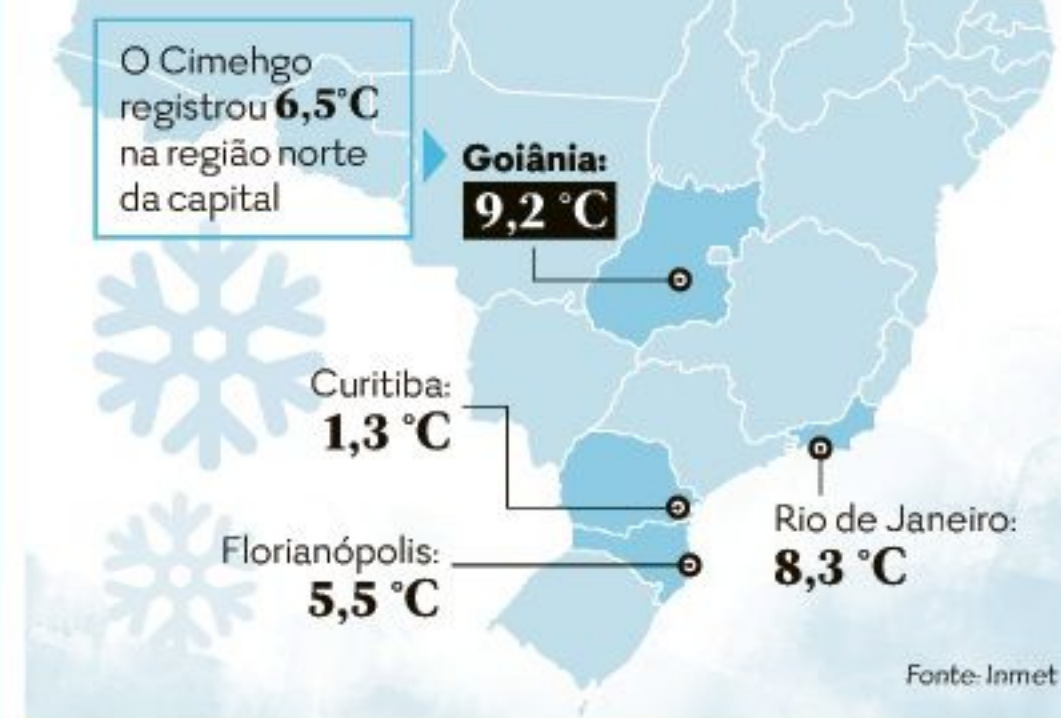 O Cimehgo
registrou 6,5°C
na região norte
da capital
Goiânia:
9,2 °C
Curitiba:
1,3 °C
Florianópolis:
5,5 °C
Rio de Janeiro:
8,3 °C
Fonte: Inmet